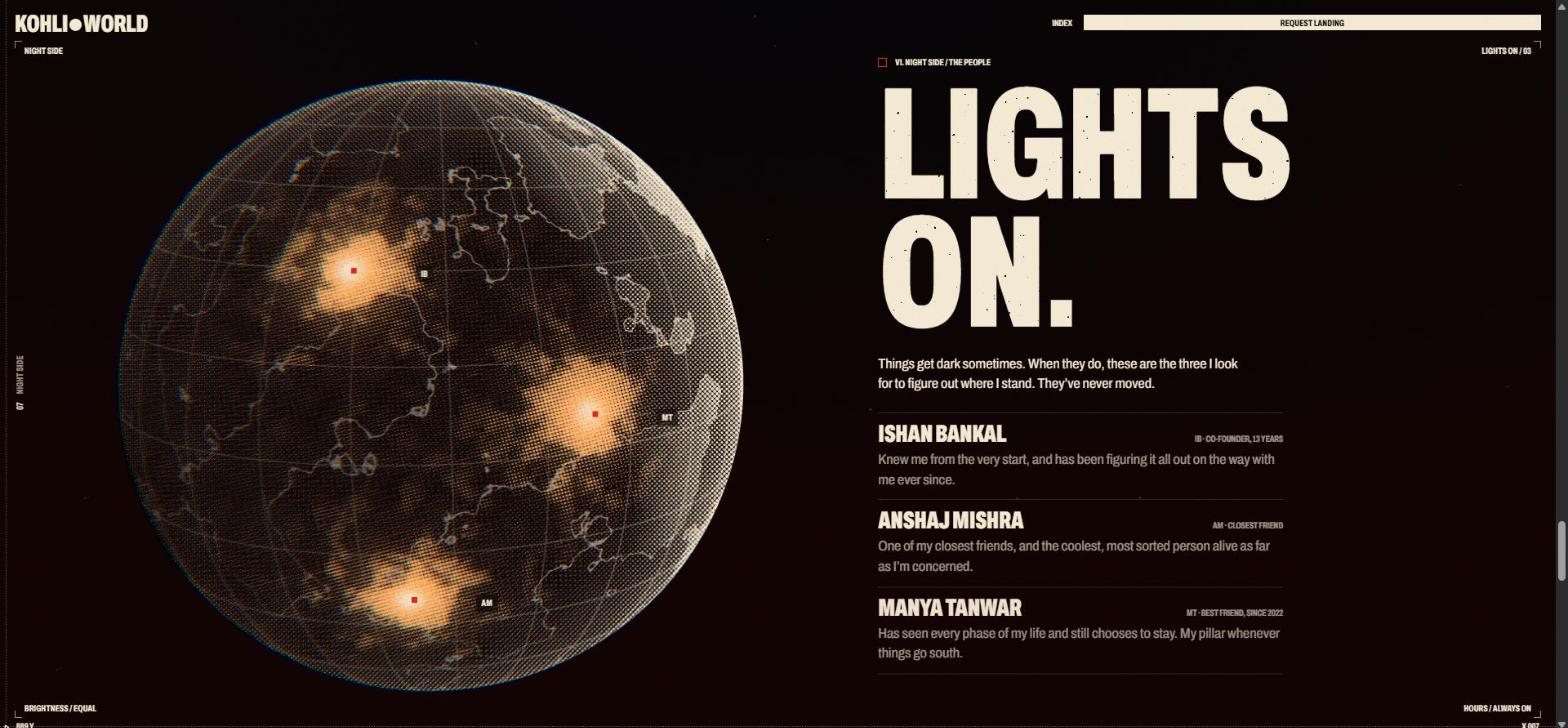 KOHLI●WORLD
INDEX
REQUEST LANDING
NIGHT SIDE
LIGHTS ON / 03
VI. NIGHT SIDE / THE PEOPLE
LIGHTS
ON.
Things get dark sometimes. When they do, these are the three I look
for to figure out where I stand. They've never moved.
ISHAN BANKAL
IB · CO-FOUNDER, 13 YEARS
Knew me from the very start, and has been figuring it all out on the way with
me ever since.
ANSHAJ MISHRA
AM · CLOSEST FRIEND
One of my closest friends, and the coolest, most sorted person alive as far
as I'm concerned.
MANYA TANWAR
MT · BEST FRIEND, SINCE 2022
Has seen every phase of my life and still chooses to stay. My pillar whenever
things go south.
IB
MT
AM
07 NIGHT SIDE
BRIGHTNESS / EQUAL
HOURS / ALWAYS ON